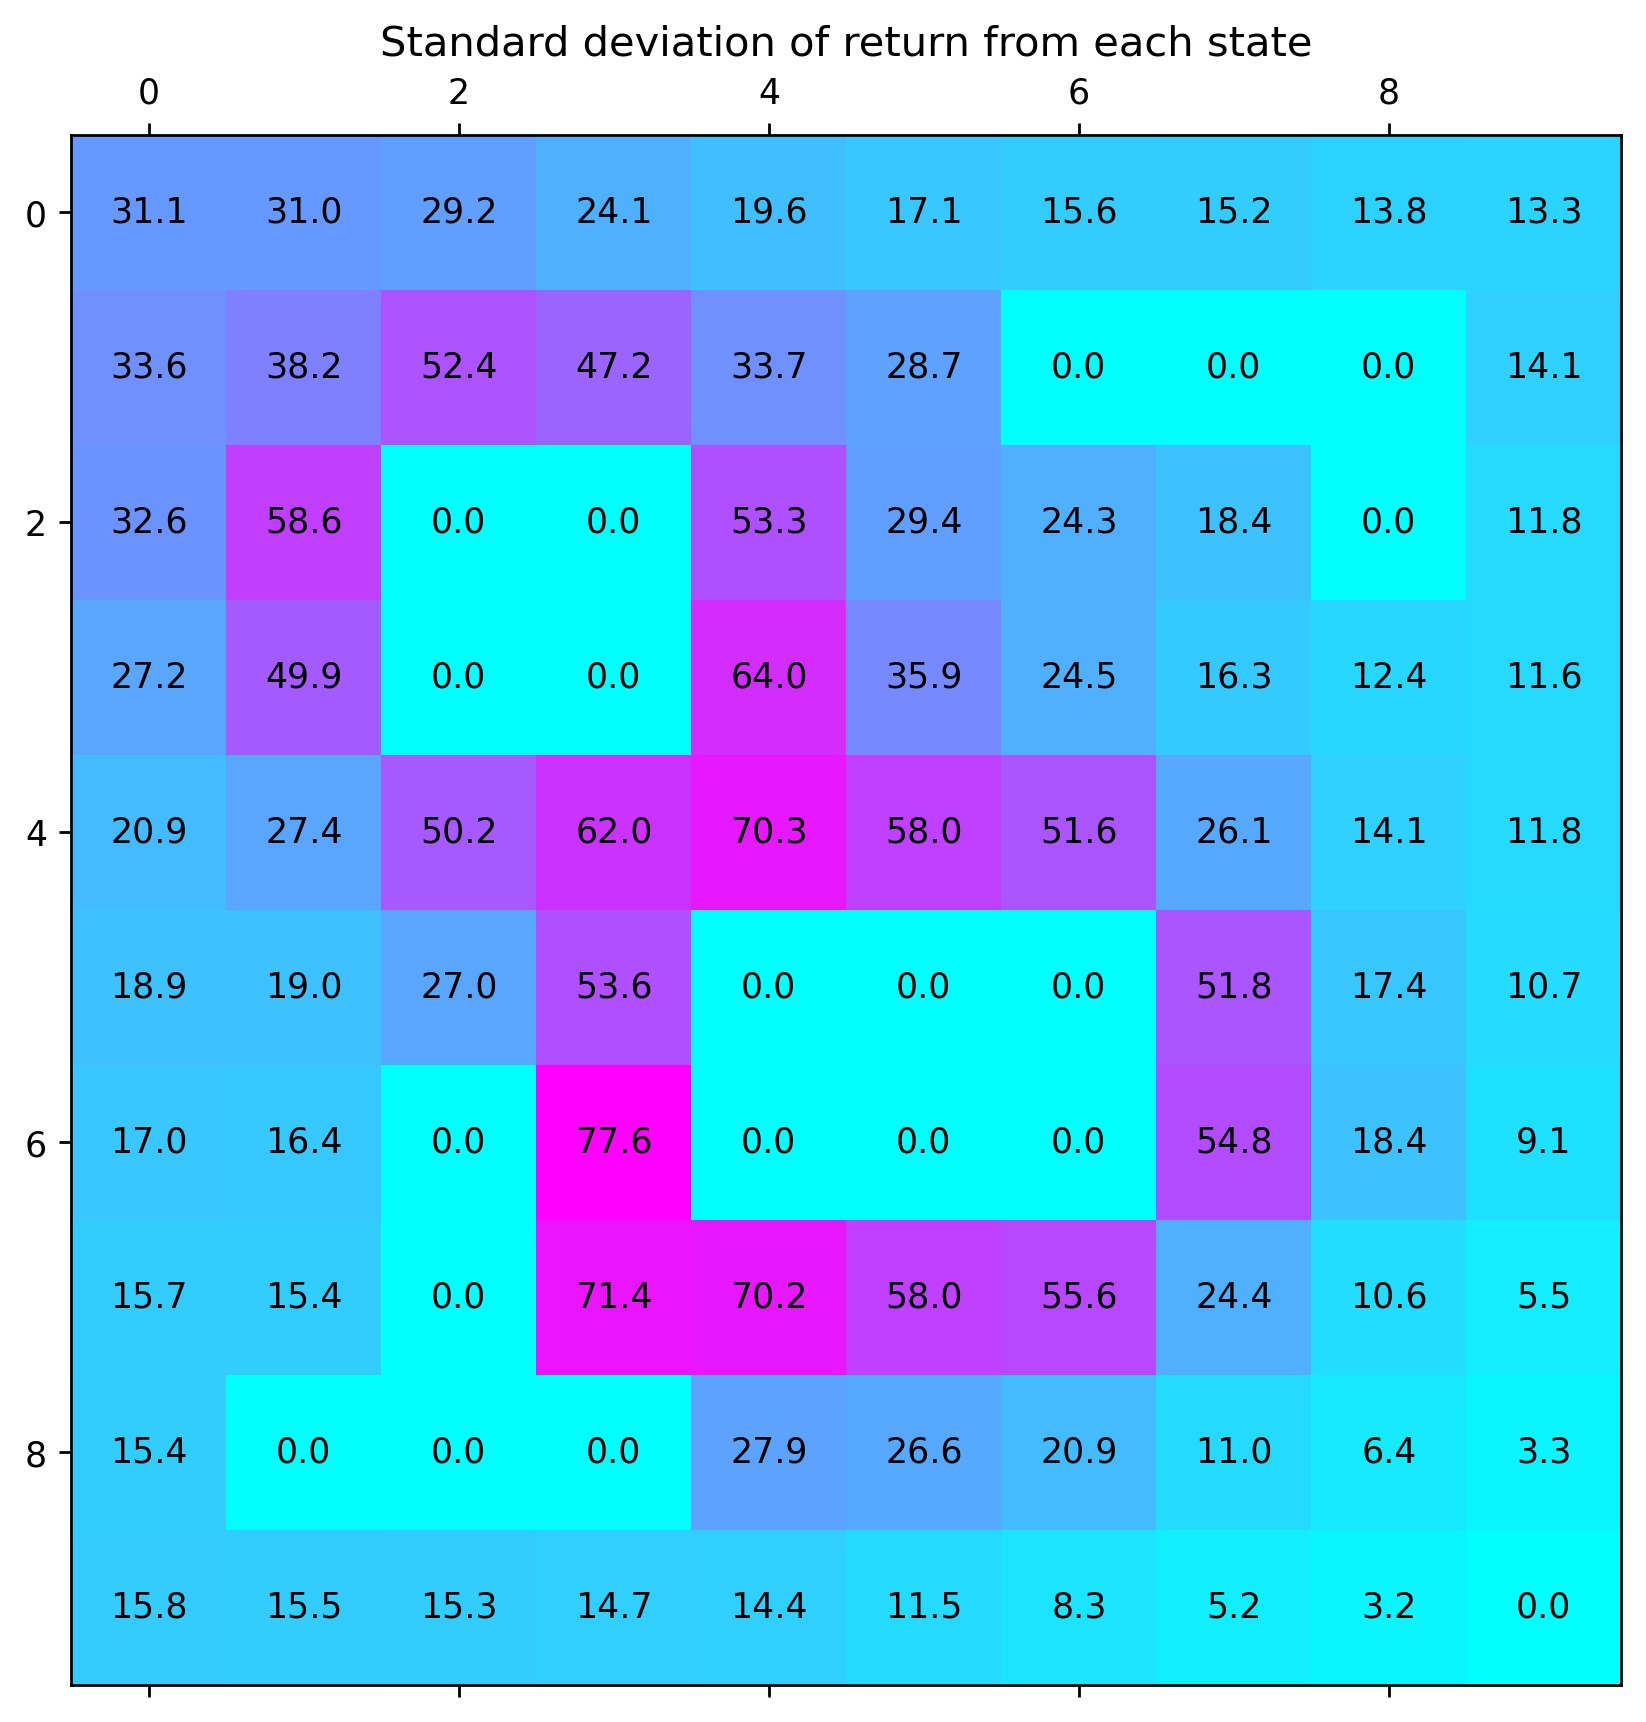 Standard deviation of return from each state
0 2 4 6 8
0 31.1 31.0 29.2 24.1 19.6 17.1 15.6 15.2 13.8 13.3
33.6 38.2 52.4 47.2 33.7 28.7 0.0 0.0 0.0 14.1
2 32.6 58.6 0.0 0.0 53.3 29.4 24.3 18.4 0.0 11.8
27.2 49.9 0.0 0.0 64.0 35.9 24.5 16.3 12.4 11.6
4 20.9 27.4 50.2 62.0 70.3 58.0 51.6 26.1 14.1 11.8
18.9 19.0 27.0 53.6 0.0 0.0 0.0 51.8 17.4 10.7
6 17.0 16.4 0.0 77.6 0.0 0.0 0.0 54.8 18.4 9.1
15.7 15.4 0.0 71.4 70.2 58.0 55.6 24.4 10.6 5.5
8 15.4 0.0 0.0 0.0 27.9 26.6 20.9 11.0 6.4 3.3
15.8 15.5 15.3 14.7 14.4 11.5 8.3 5.2 3.2 0.0